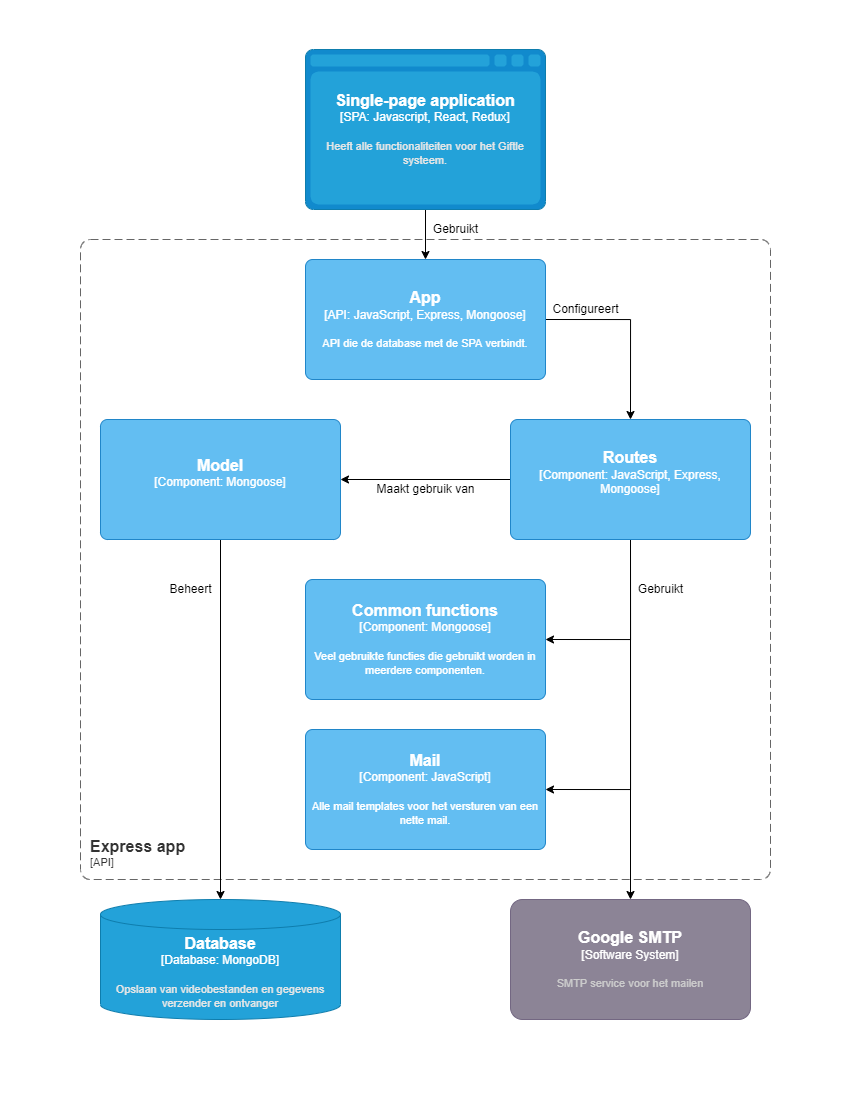 Single-page application
[SPA: Javascript, React, Redux]
Heeft alle functionaliteiten voor het Giftle
systeem.
Gebruikt
App
[API: JavaScript, Express, Mongoose]
API die de database met de SPA verbindt.
Configureert
Model
[Component: Mongoose]
Maakt gebruik van
Routes
[Component: JavaScript, Express,
Mongoose]
Beheert
Gebruikt
Common functions
[Component: Mongoose]
Veel gebruikte functies die gebruikt worden in
meerdere componenten.
Mail
[Component: JavaScript]
Alle mail templates voor het versturen van een
nette mail.
Express app
[API]
Database
[Database: MongoDB]
Opslaan van videobestanden en gegevens
verzender en ontvanger
Google SMTP
[Software System]
SMTP service voor het mailen